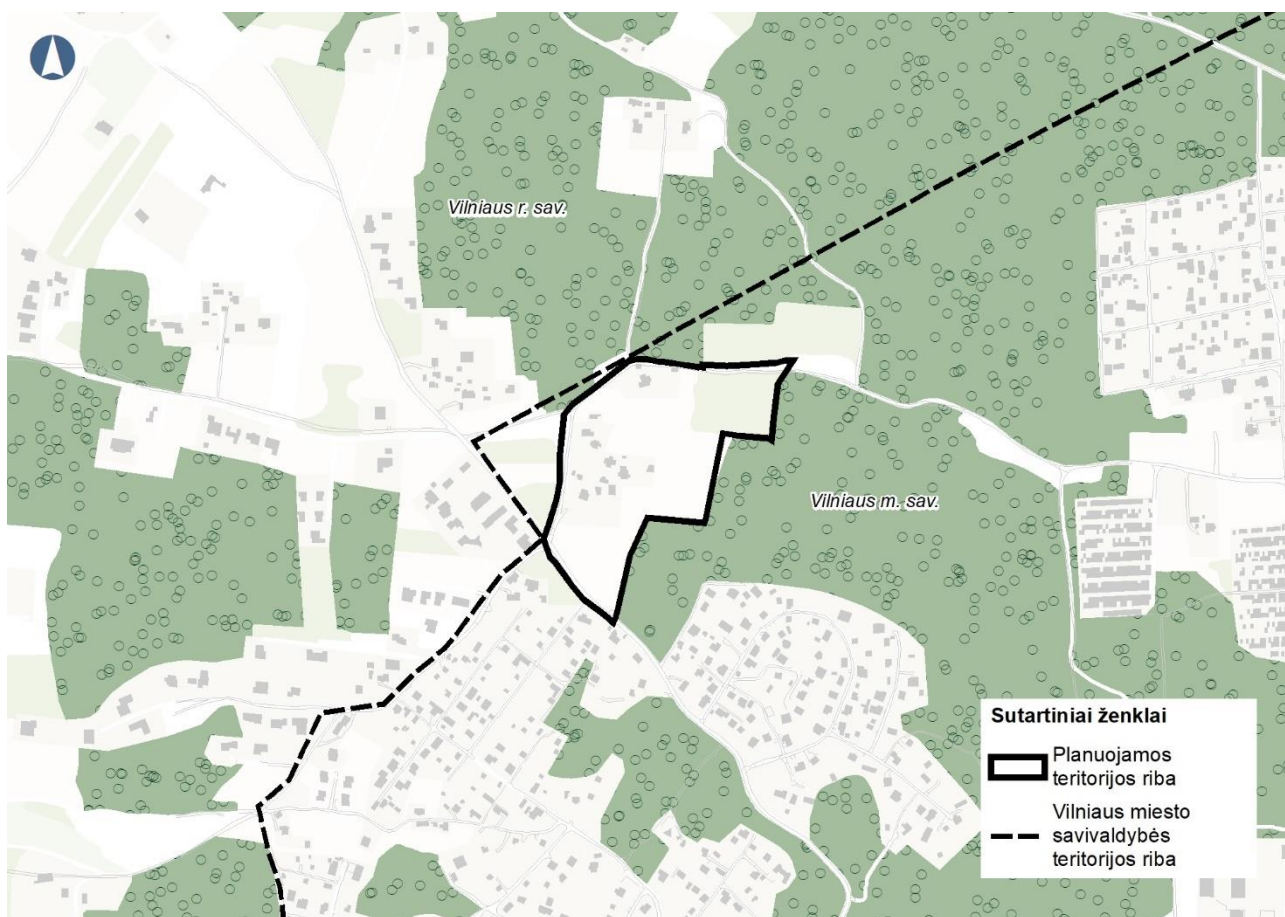 Vilniaus r. sav.
Vilniaus m. sav.
Sutartiniai ženklai
Planuojamos
teritorijos riba
Vilniaus miesto
savivaldybės
teritorijos riba